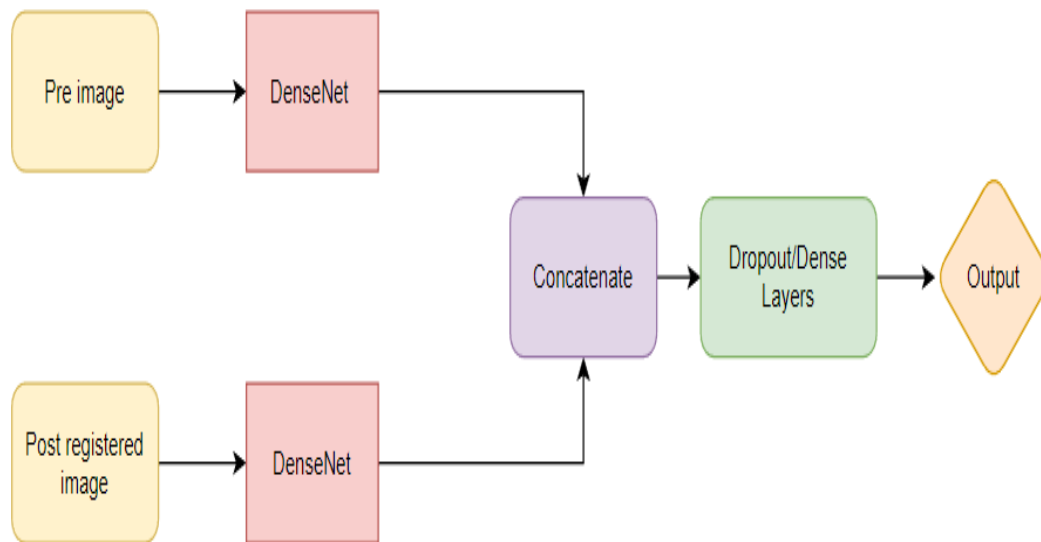 Pre image
DenseNet
Concatenate
Dropout/Dense
Layers
Output
Post registered
image
DenseNet